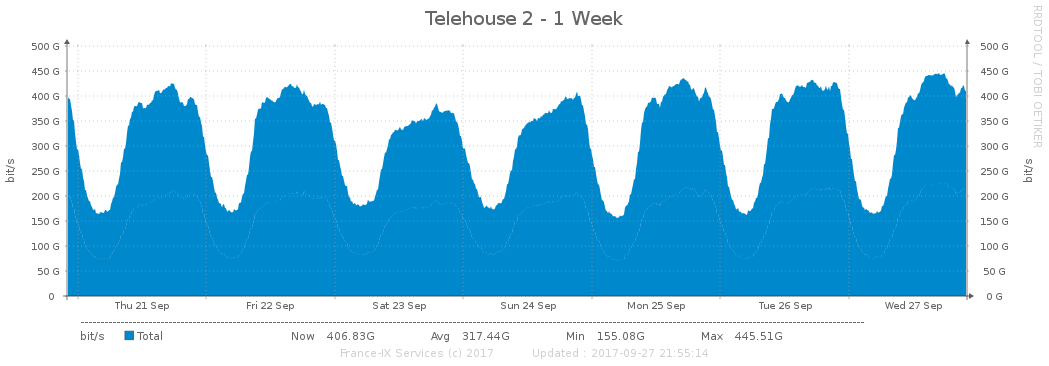 Telehouse 2 - 1 Week
RRDTOOL / TOBI OETIKER
500 G 500 G
450 G 450 G
400 G 400 G
350 G 350 G
300 G 300 G
250 G 250 G
200 G 200 G
150 G 150 G
100 G 100 G
50 G 50 G
0 0 G
bit/s bit/s
Thu 21 Sep Fri 22 Sep Sat 23 Sep Sun 24 Sep Mon 25 Sep Tue 26 Sep Wed 27 Sep
bit/s Total Now 406.83G Avg 317.44G Min 155.08G Max 445.51G
France-IX Services (c) 2017 Updated : 2017-09-27 21:55:14